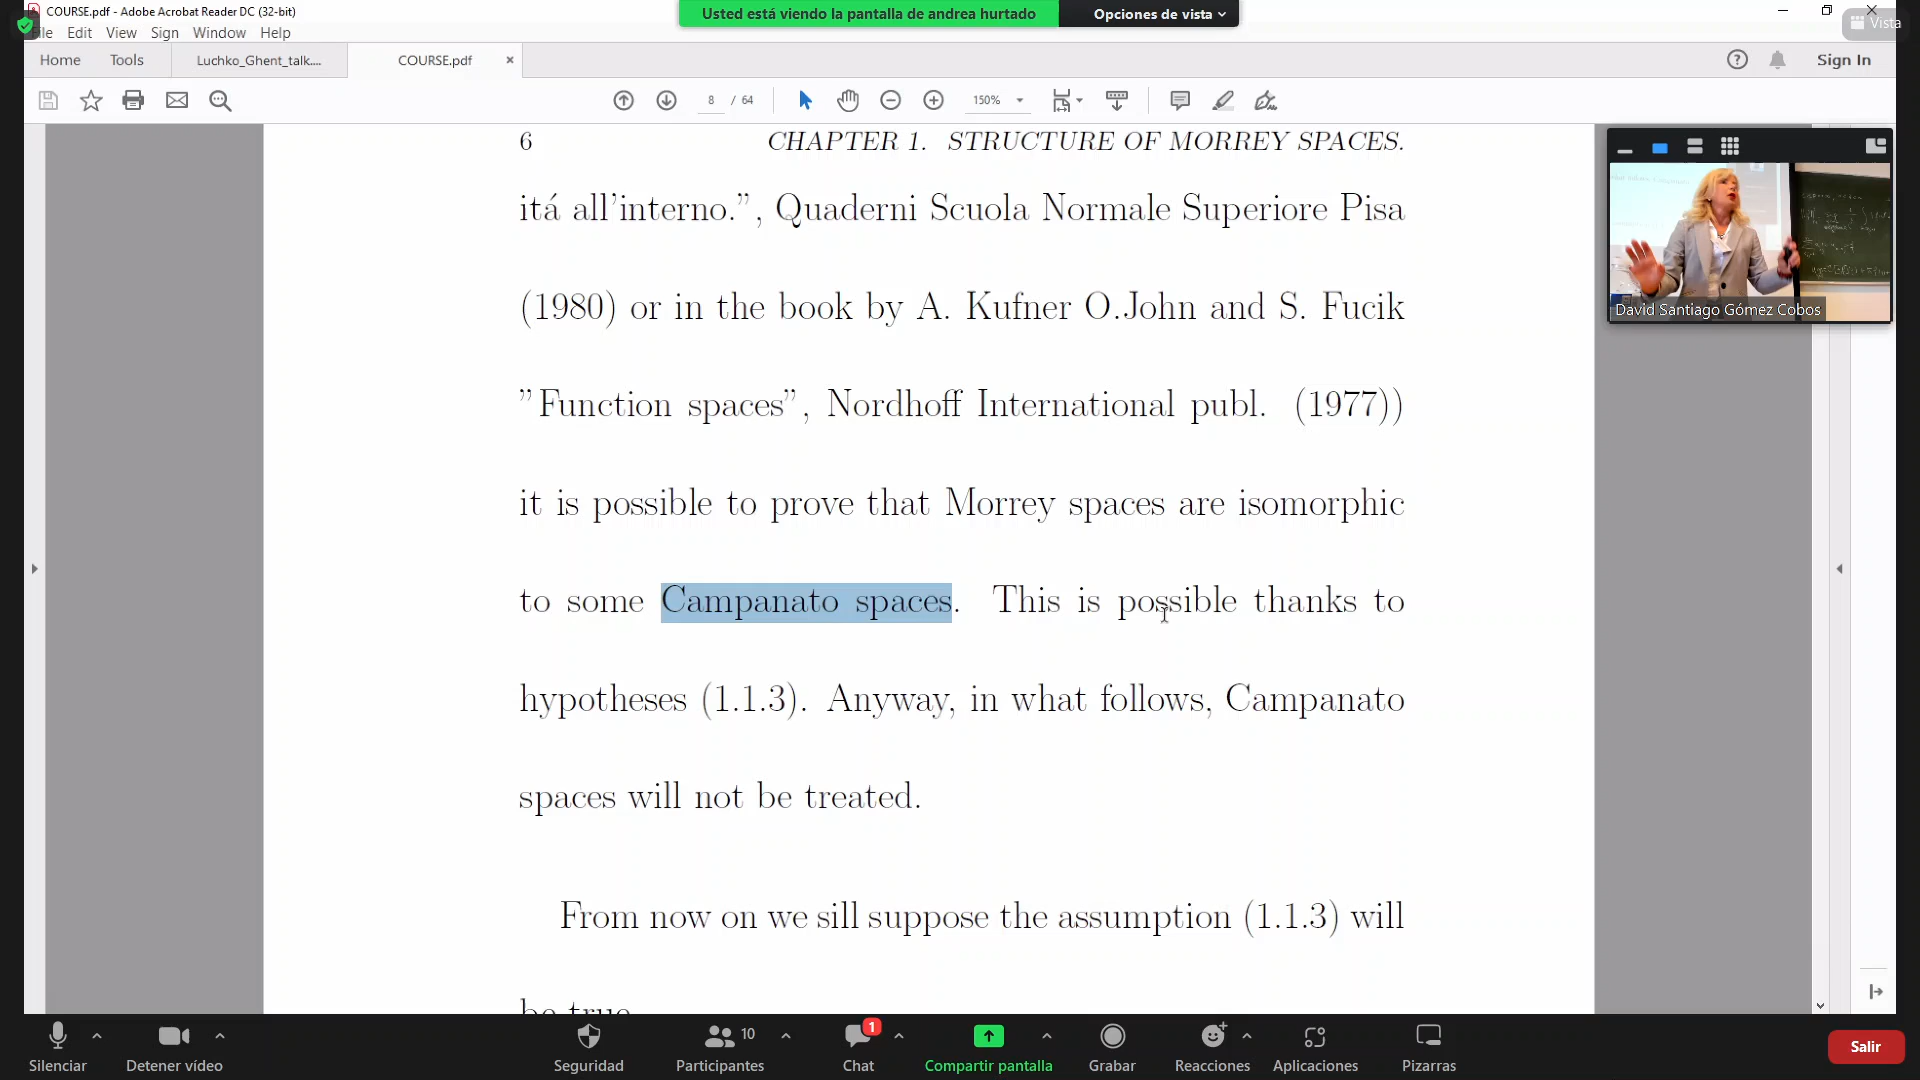 COURSE.pdf - Adobe Acrobat Reader DC (32-bit)
Usted está viendo la pantalla de andrea hurtado
Opciones de vista
Vista
File Edit View Sign Window Help
Home Tools Luchko_Ghent_talk.... COURSE.pdf × Sign In
8 / 64 150%
6 CHAPTER 1. STRUCTURE OF MORREY SPACES.
itá all'interno.”, Quaderni Scuola Normale Superiore Pisa
(1980) or in the book by A. Kufner O.John and S. Fucik
”Function spaces”, Nordhoff International publ. (1977))
it is possible to prove that Morrey spaces are isomorphic
to some Campanato spaces. This is possible thanks to
hypotheses (1.1.3). Anyway, in what follows, Campanato
spaces will not be treated.
From now on we sill suppose the assumption (1.1.3) will
be true
David Santiago Gómez Cobos
10
1
Silenciar Detener vídeo Seguridad Participantes Chat Compartir pantalla Grabar Reacciones Aplicaciones Pizarras Salir